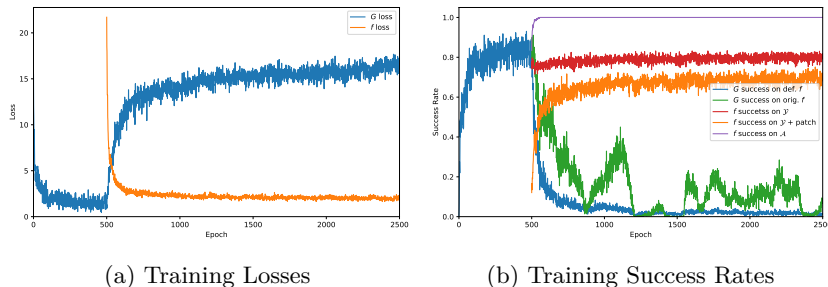 G loss
f loss
15
10
5
0
Loss
0
500
1000
1500
2000
2500
Epoch
(a) Training Losses
1.0
0.8
0.6
0.4
0.2
0.0
Success Rate
G success on def. f
G success on orig. f
f succetss on 𝒴
f success on 𝒴 + patch
f success on 𝒜
0
500
1000
1500
2000
2500
Epoch
(b) Training Success Rates